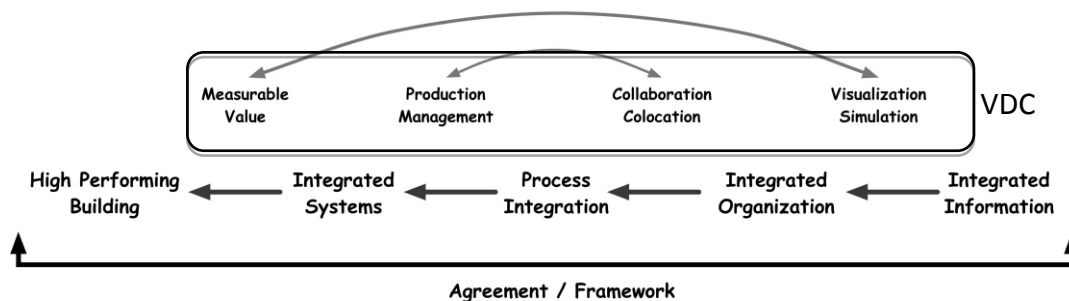 Measurable
Value
Production
Management
Collaboration
Colocation
Visualization
Simulation
VDC
High Performing
Building
Integrated
Systems
Process
Integration
Integrated
Organization
Integrated
Information
Agreement / Framework